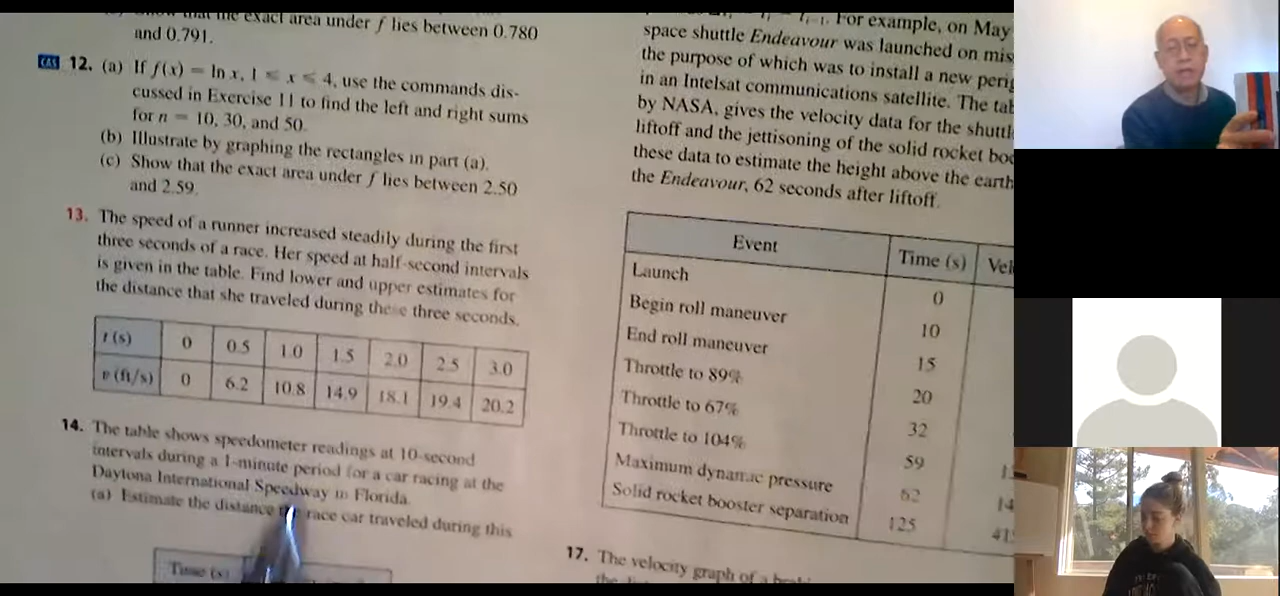 the exact area under f lies between 0.780
and 0.791.
CAS 12. (a) If f(x) = ln x, 1 ≤ x ≤ 4, use the commands dis-
cussed in Exercise 11 to find the left and right sums
for n = 10, 30, and 50.
(b) Illustrate by graphing the rectangles in part (a).
(c) Show that the exact area under f lies between 2.50
and 2.59.
13. The speed of a runner increased steadily during the first
three seconds of a race. Her speed at half-second intervals
is given in the table. Find lower and upper estimates for
the distance that she traveled during these three seconds.
t (s) 0 0.5 1.0 1.5 2.0 2.5 3.0
v (ft/s) 0 6.2 10.8 14.9 18.1 19.4 20.2
14. The table shows speedometer readings at 10-second
intervals during a 1-minute period for a car racing at the
Daytona International Speedway in Florida.
(a) Estimate the distance race car traveled during this
Time (s)
For example, on May
space shuttle Endeavour was launched on mis
the purpose of which was to install a new perig
in an Intelsat communications satellite. The tab
by NASA, gives the velocity data for the shuttl
liftoff and the jettisoning of the solid rocket boo
these data to estimate the height above the earth
the Endeavour, 62 seconds after liftoff.
Event Time (s) Vel
Launch 0
Begin roll maneuver 10
End roll maneuver 15
Throttle to 89% 20
Throttle to 67% 32
Throttle to 104% 59
Maximum dynamic pressure 62
Solid rocket booster separation 125
17. The velocity graph of a